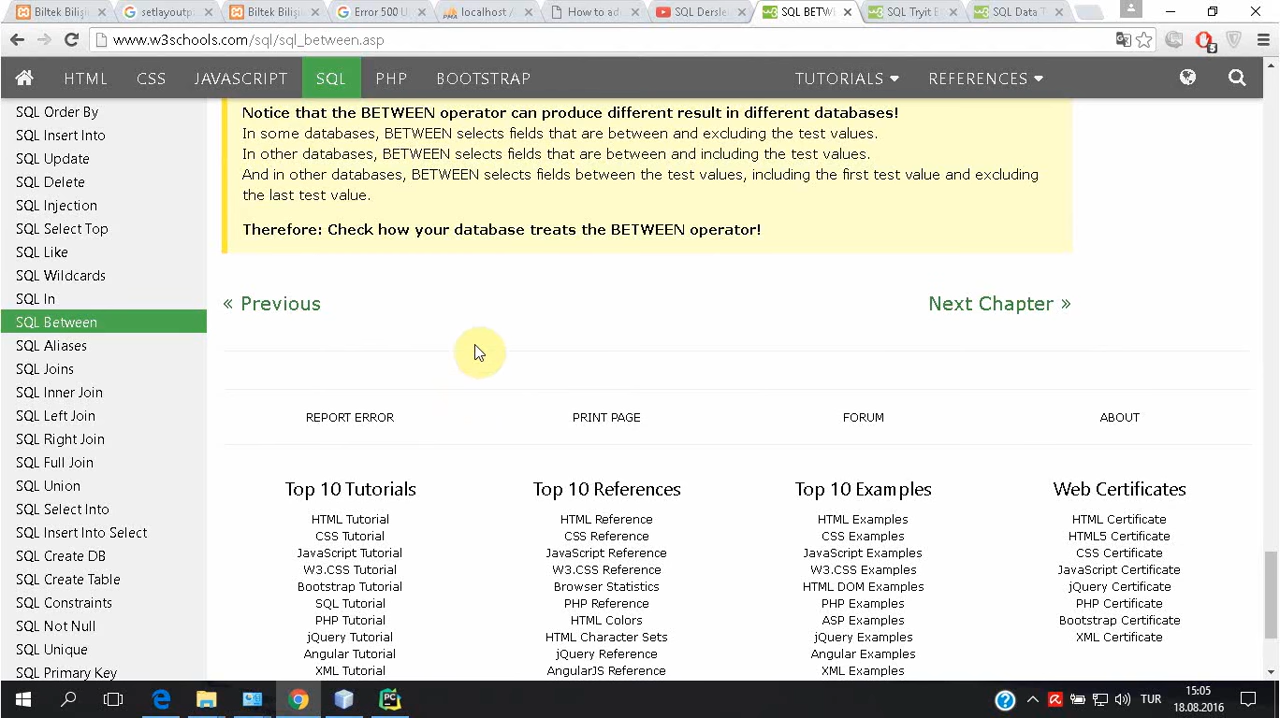 Biltek Biliş
setlayoutp
Biltek Biliş
Error 500 U
localhost /
How to ad
SQL Ders
SQL BETW
SQL Tryit E
SQL Data
www.w3schools.com/sql/sql_between.asp
HTML CSS JAVASCRIPT SQL PHP BOOTSTRAP TUTORIALS REFERENCES
SQL Order By
SQL Insert Into
SQL Update
SQL Delete
SQL Injection
SQL Select Top
SQL Like
SQL Wildcards
SQL In
SQL Between
SQL Aliases
SQL Joins
SQL Inner Join
SQL Left Join
SQL Right Join
SQL Full Join
SQL Union
SQL Select Into
SQL Insert Into Select
SQL Create DB
SQL Create Table
SQL Constraints
SQL Not Null
SQL Unique
SQL Primary Key
Notice that the BETWEEN operator can produce different result in different databases!
In some databases, BETWEEN selects fields that are between and excluding the test values.
In other databases, BETWEEN selects fields that are between and including the test values.
And in other databases, BETWEEN selects fields between the test values, including the first test value and excluding
the last test value.
Therefore: Check how your database treats the BETWEEN operator!
« Previous
Next Chapter »
REPORT ERROR PRINT PAGE FORUM ABOUT
Top 10 Tutorials
HTML Tutorial
CSS Tutorial
JavaScript Tutorial
W3.CSS Tutorial
Bootstrap Tutorial
SQL Tutorial
PHP Tutorial
jQuery Tutorial
Angular Tutorial
XML Tutorial
Top 10 References
HTML Reference
CSS Reference
JavaScript Reference
W3.CSS Reference
Browser Statistics
PHP Reference
HTML Colors
HTML Character Sets
jQuery Reference
AngularJS Reference
Top 10 Examples
HTML Examples
CSS Examples
JavaScript Examples
W3.CSS Examples
HTML DOM Examples
PHP Examples
ASP Examples
jQuery Examples
Angular Examples
XML Examples
Web Certificates
HTML Certificate
HTML5 Certificate
CSS Certificate
JavaScript Certificate
jQuery Certificate
PHP Certificate
Bootstrap Certificate
XML Certificate
TUR
15:05
18.08.2016